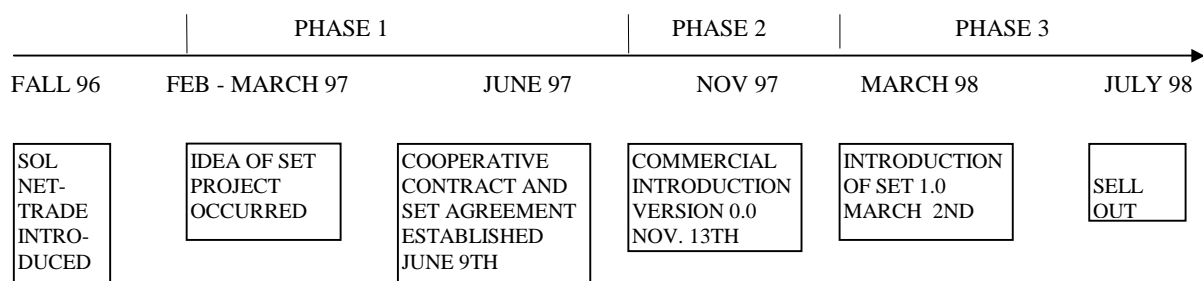 PHASE 1 PHASE 2 PHASE 3
FALL 96 FEB - MARCH 97 JUNE 97 NOV 97 MARCH 98 JULY 98
SOL
NET-
TRADE
INTRO-
DUCED
IDEA OF SET
PROJECT
OCCURRED
COOPERATIVE
CONTRACT AND
SET AGREEMENT
ESTABLISHED
JUNE 9TH
COMMERCIAL
INTRODUCTION
VERSION 0.0
NOV. 13TH
INTRODUCTION
OF SET 1.0
MARCH 2ND
SELL
OUT